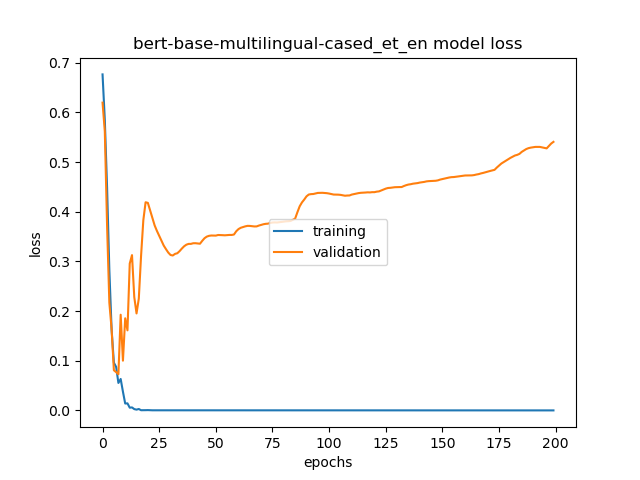 bert-base-multilingual-cased_et_en model loss
0.7
0.6
0.5
0.4
0.3
0.2
0.1
0.0
loss
training
validation
0 25 50 75 100 125 150 175 200
epochs